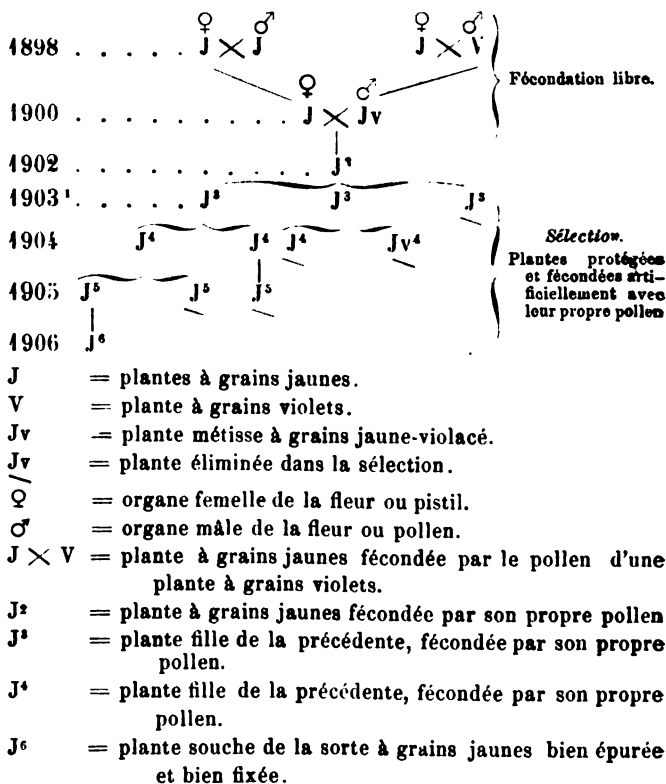 ♀ ♂ ♀ ♂
1898 . . . . . J × J J × V
Fécondation libre.
♀ ♂
1900 . . . . . . . . . . J × Jv
1902 . . . . . . . . . . . J²
1903¹ . . . . . J³ J³ J³
1904 J⁴ J⁴ J⁴ Jv⁴
Sélection.
Plantes protégées
et fécondées arti-
ficiellement avec
leur propre pollen
1905 J⁵ J⁵ J⁵
1906 J⁶
J = plantes à grains jaunes.
V = plante à grains violets.
Jv = plante métisse à grains jaune-violacé.
Jv = plante éliminée dans la sélection.
♀ = organe femelle de la fleur ou pistil.
♂ = organe mâle de la fleur ou pollen.
J × V = plante à grains jaunes fécondée par le pollen d'une
plante à grains violets.
J² = plante à grains jaunes fécondée par son propre pollen
J³ = plante fille de la précédente, fécondée par son propre
pollen.
J⁴ = plante fille de la précédente, fécondée par son propre
pollen.
J⁶ = plante souche de la sorte à grains jaunes bien épurée
et bien fixée.